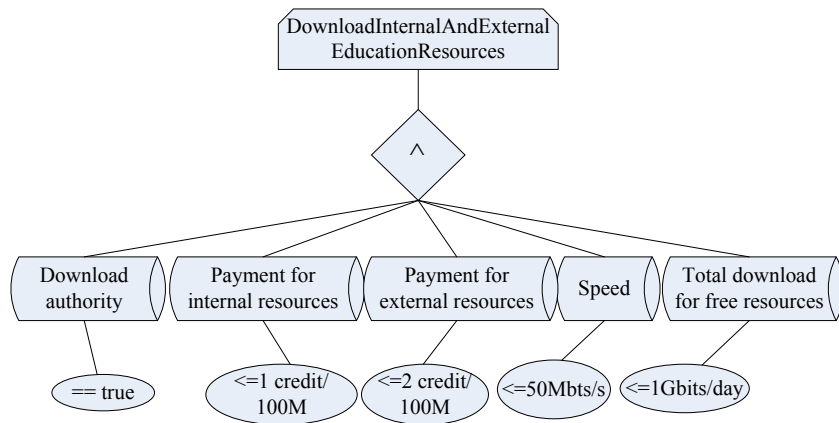 DownloadInternalAndExternal
EducationResources
^
Download
authority
Payment for
internal resources
Payment for
external resources
Speed
Total download
for free resources
== true
<=1 credit/
100M
<=2 credit/
100M
<=50Mbts/s
<=1Gbits/day